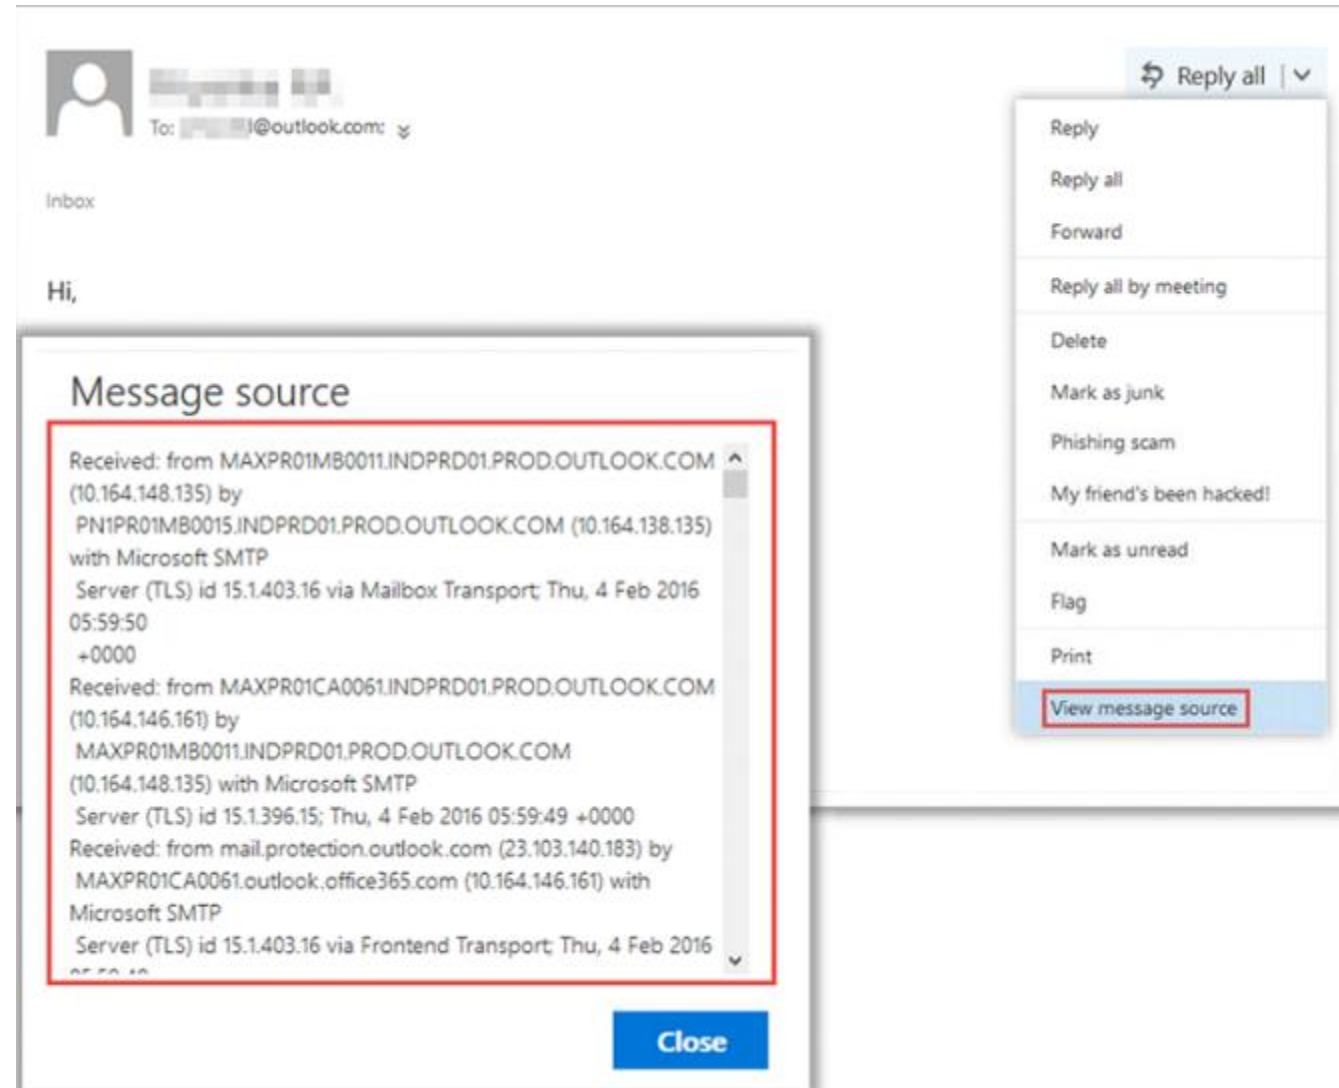 Reply all
To: @outlook.com:
Inbox
Hi,
Reply
Reply all
Forward
Reply all by meeting
Delete
Mark as junk
Phishing scam
My friend's been hacked!
Mark as unread
Flag
Print
View message source
Message source
Received: from MAXPR01MB0011.INDPRD01.PROD.OUTLOOK.COM
(10.164.148.135) by
PN1PR01MB0015.INDPRD01.PROD.OUTLOOK.COM (10.164.138.135)
with Microsoft SMTP
Server (TLS) id 15.1.403.16 via Mailbox Transport; Thu, 4 Feb 2016
05:59:50
+0000
Received: from MAXPR01CA0061.INDPRD01.PROD.OUTLOOK.COM
(10.164.146.161) by
MAXPR01MB0011.INDPRD01.PROD.OUTLOOK.COM
(10.164.148.135) with Microsoft SMTP
Server (TLS) id 15.1.396.15; Thu, 4 Feb 2016 05:59:49 +0000
Received: from mail.protection.outlook.com (23.103.140.183) by
MAXPR01CA0061.outlook.office365.com (10.164.146.161) with
Microsoft SMTP
Server (TLS) id 15.1.403.16 via Frontend Transport; Thu, 4 Feb 2016
Close